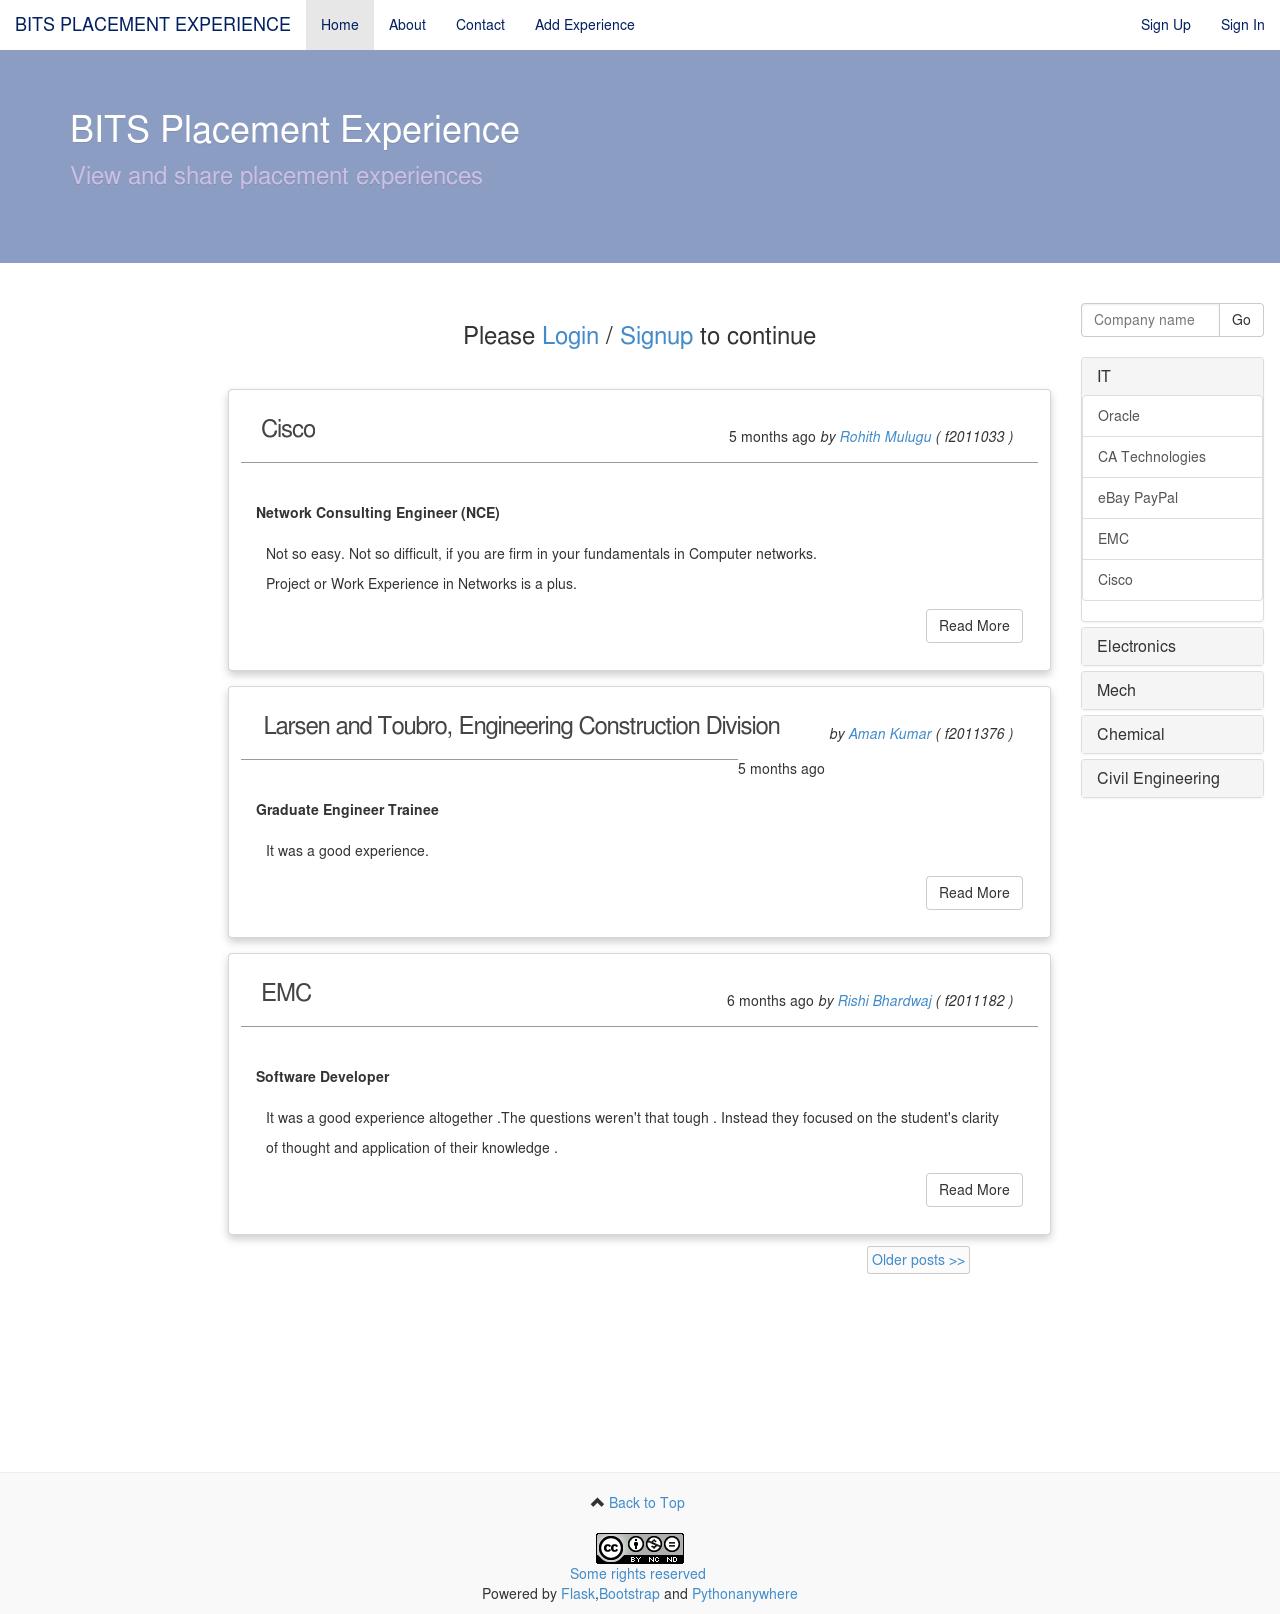 BITS PLACEMENT EXPERIENCE Home About Contact Add Experience Sign Up Sign In
BITS Placement Experience
View and share placement experiences
Please Login / Signup to continue
Cisco
5 months ago by Rohith Mulugu ( f2011033 )
Network Consulting Engineer (NCE)
Not so easy. Not so difficult, if you are firm in your fundamentals in Computer networks.
Project or Work Experience in Networks is a plus.
Read More
Larsen and Toubro, Engineering Construction Division
by Aman Kumar ( f2011376 )
5 months ago
Graduate Engineer Trainee
It was a good experience.
Read More
EMC
6 months ago by Rishi Bhardwaj ( f2011182 )
Software Developer
It was a good experience altogether .The questions weren't that tough . Instead they focused on the student's clarity
of thought and application of their knowledge .
Read More
Older posts >>
Company name Go
IT
Oracle
CA Technologies
eBay PayPal
EMC
Cisco
Electronics
Mech
Chemical
Civil Engineering
Back to Top
cc
BY NC ND
Some rights reserved
Powered by Flask,Bootstrap and Pythonanywhere